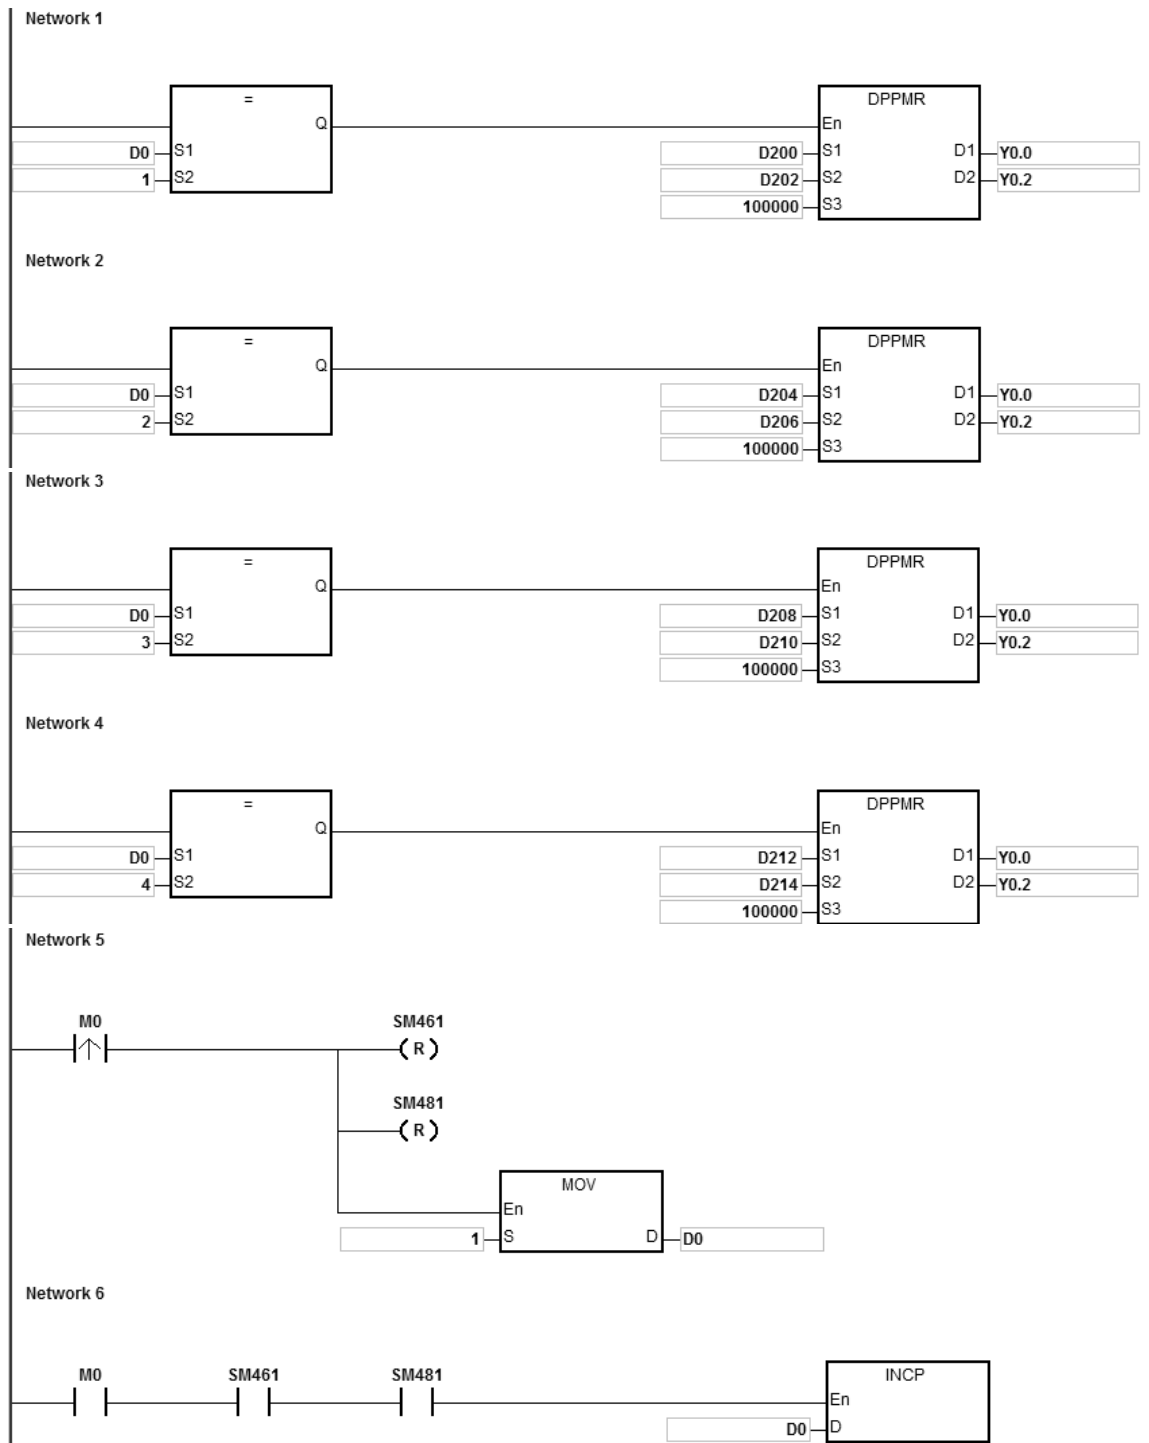 Network 1
= DPPMR
Q En
D0 S1 D200 S1 D1 Y0.0
1 S2 D202 S2 D2 Y0.2
100000 S3
Network 2
= DPPMR
Q En
D0 S1 D204 S1 D1 Y0.0
2 S2 D206 S2 D2 Y0.2
100000 S3
Network 3
= DPPMR
Q En
D0 S1 D208 S1 D1 Y0.0
3 S2 D210 S2 D2 Y0.2
100000 S3
Network 4
= DPPMR
Q En
D0 S1 D212 S1 D1 Y0.0
4 S2 D214 S2 D2 Y0.2
100000 S3
Network 5
M0 SM461
R
SM481
R
MOV
En
1 S D D0
Network 6
M0 SM461 SM481 INCP
En
D0 D